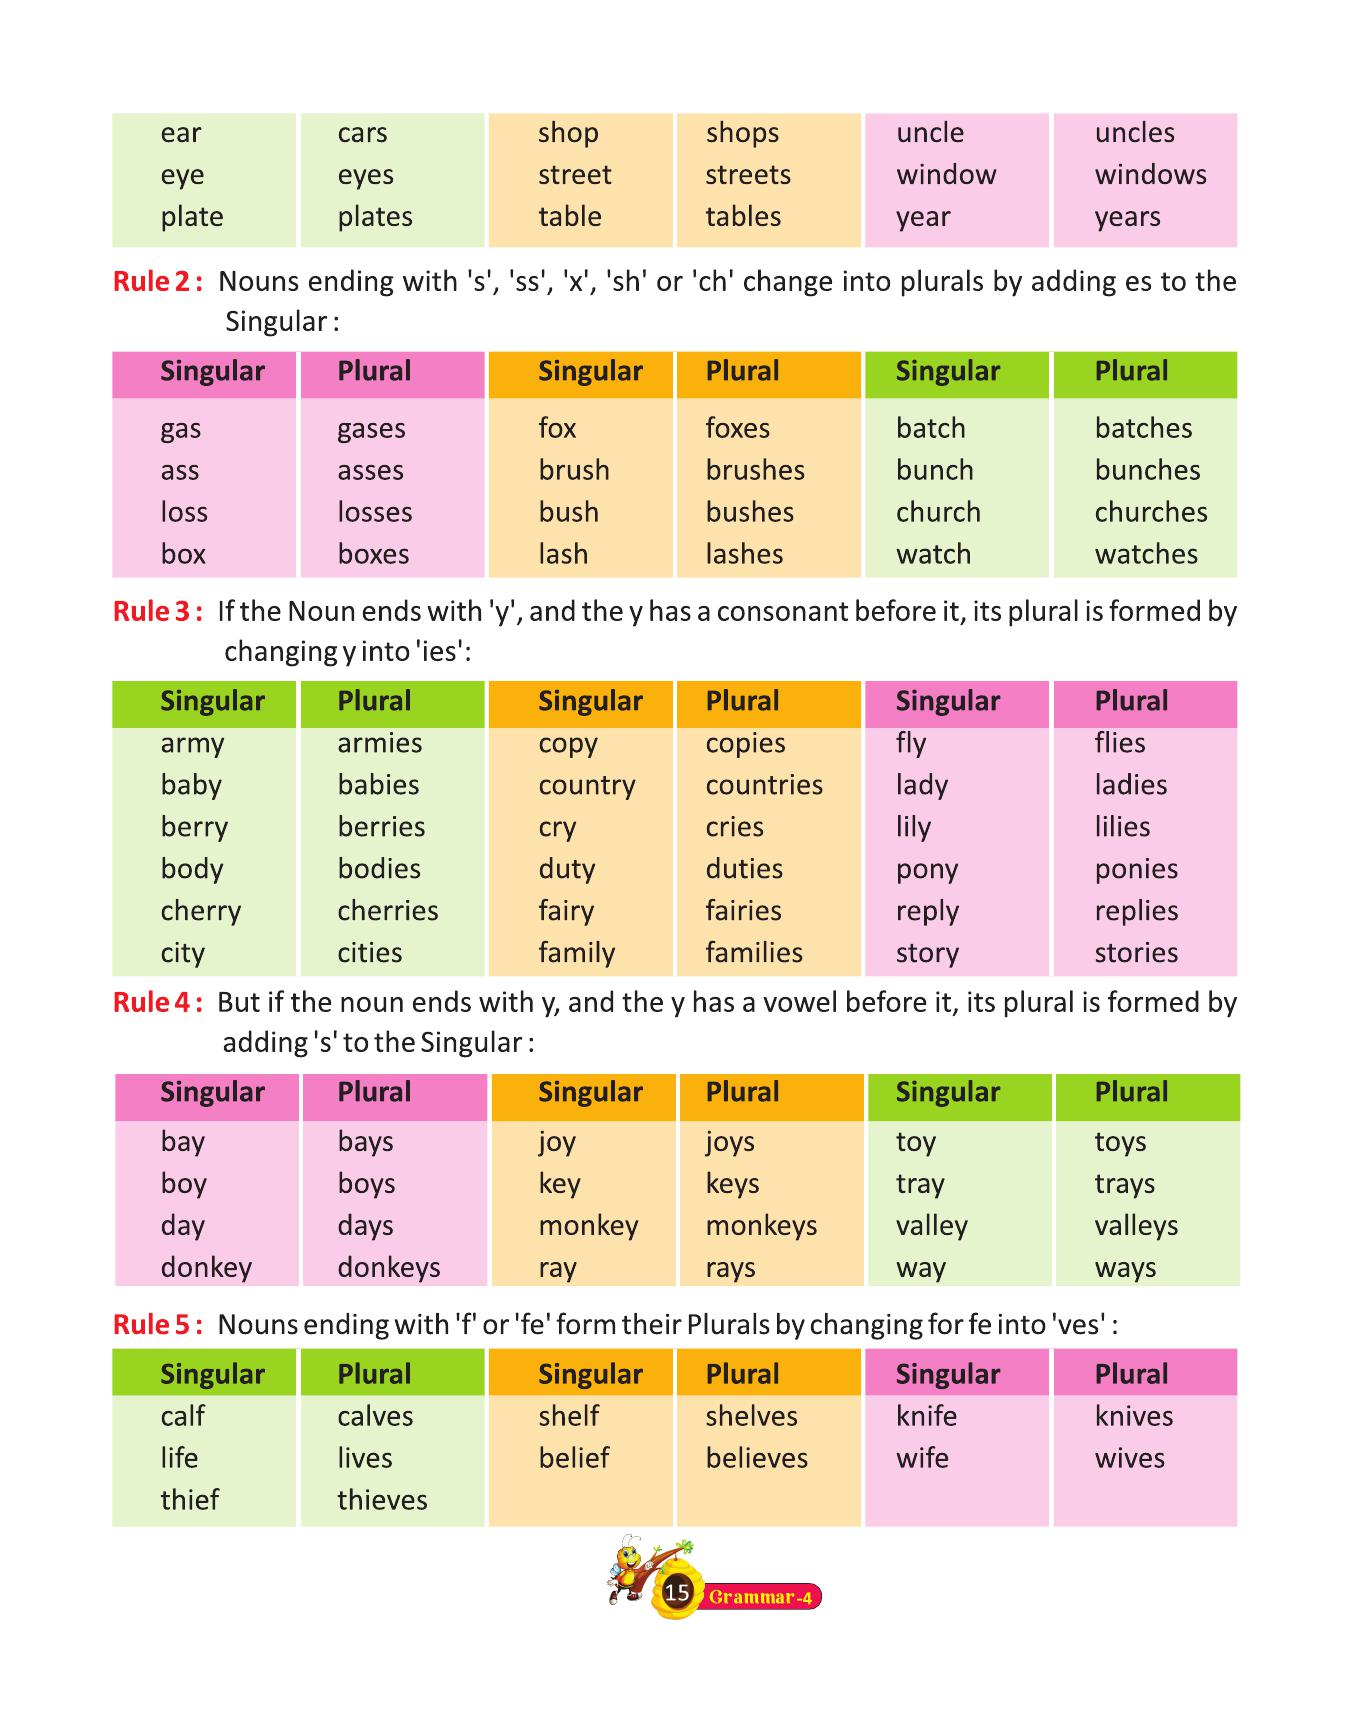 ear cars shop shops uncle uncles
eye eyes street streets window windows
plate plates table tables year years
Rule 2 : Nouns ending with 's', 'ss', 'x', 'sh' or 'ch' change into plurals by adding es to the
Singular :
Singular Plural Singular Plural Singular Plural
gas gases fox foxes batch batches
ass asses brush brushes bunch bunches
loss losses bush bushes church churches
box boxes lash lashes watch watches
Rule 3 : If the Noun ends with 'y', and the y has a consonant before it, its plural is formed by
changing y into 'ies':
Singular Plural Singular Plural Singular Plural
army armies copy copies fly flies
baby babies country countries lady ladies
berry berries cry cries lily lilies
body bodies duty duties pony ponies
cherry cherries fairy fairies reply replies
city cities family families story stories
Rule 4 : But if the noun ends with y, and the y has a vowel before it, its plural is formed by
adding 's' to the Singular :
Singular Plural Singular Plural Singular Plural
bay bays joy joys toy toys
boy boys key keys tray trays
day days monkey monkeys valley valleys
donkey donkeys ray rays way ways
Rule 5 : Nouns ending with 'f' or 'fe' form their Plurals by changing for fe into 'ves' :
Singular Plural Singular Plural Singular Plural
calf calves shelf shelves knife knives
life lives belief believes wife wives
thief thieves
15 Grammar-4